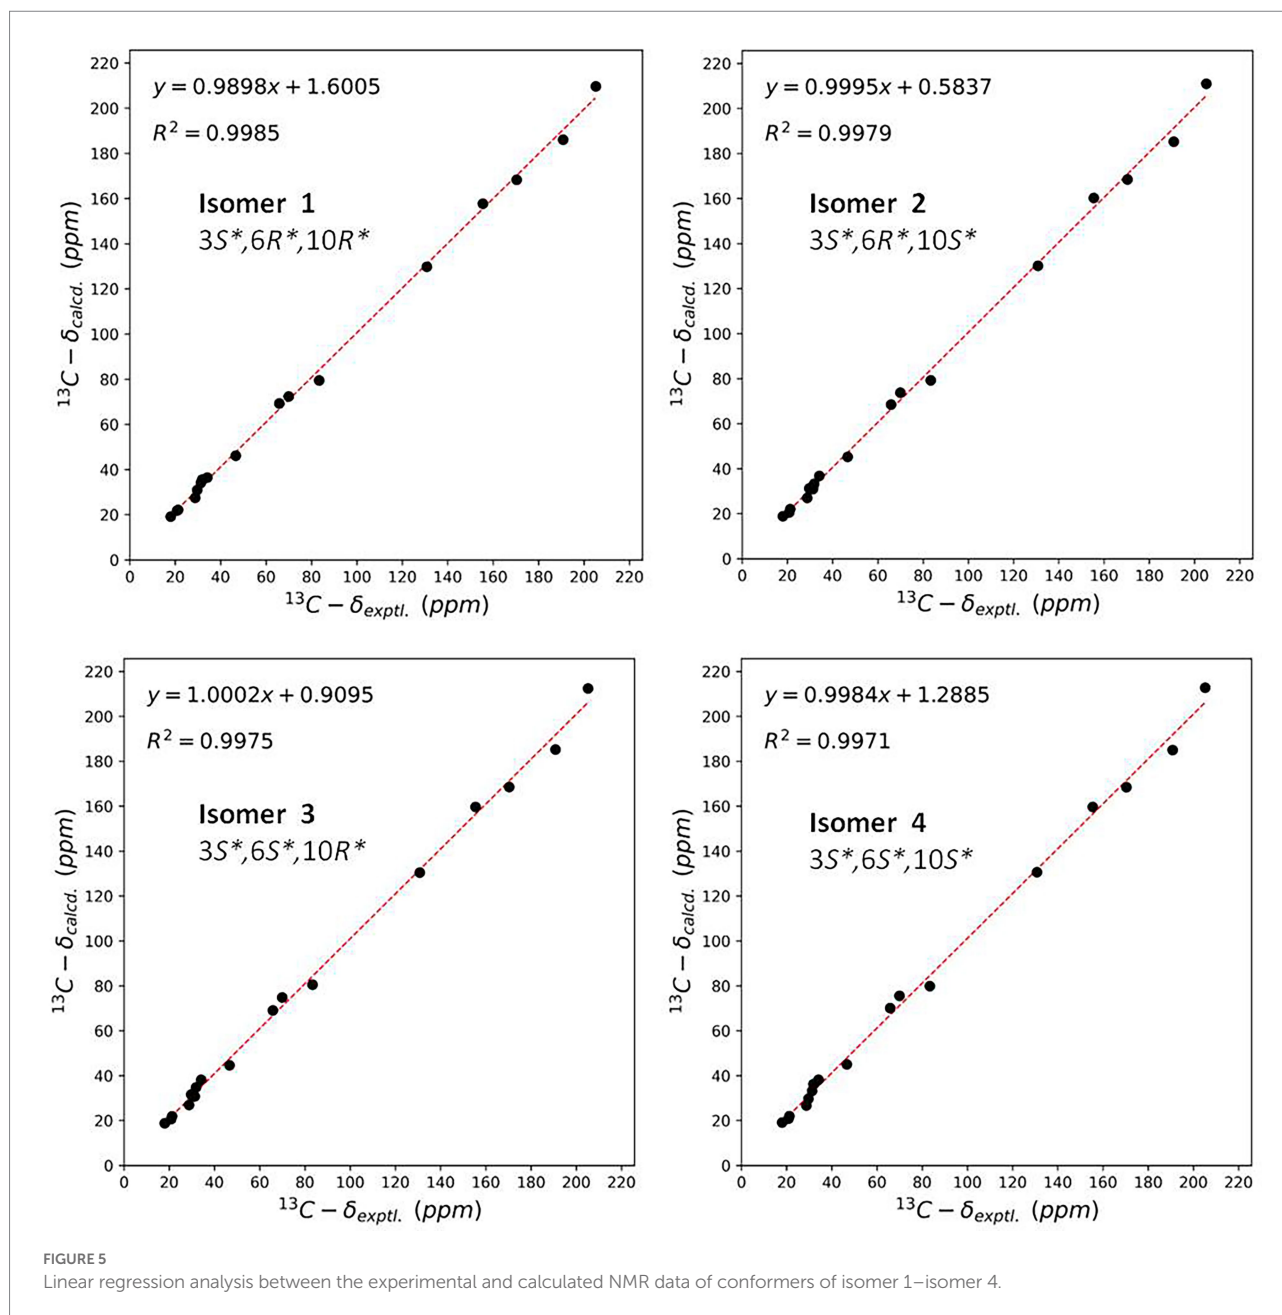 y = 0.9898x + 1.6005
R² = 0.9985
Isomer 1
3S*,6R*,10R*
220
200
180
160
140
120
100
80
60
40
20
0
¹³C − δcalcd. (ppm)
0 20 40 60 80 100 120 140 160 180 200 220
¹³C − δexptl. (ppm)
y = 0.9995x + 0.5837
R² = 0.9979
Isomer 2
3S*,6R*,10S*
220
200
180
160
140
120
100
80
60
40
20
0
¹³C − δcalcd. (ppm)
0 20 40 60 80 100 120 140 160 180 200 220
¹³C − δexptl. (ppm)
y = 1.0002x + 0.9095
R² = 0.9975
Isomer 3
3S*,6S*,10R*
220
200
180
160
140
120
100
80
60
40
20
0
¹³C − δcalcd. (ppm)
0 20 40 60 80 100 120 140 160 180 200 220
¹³C − δexptl. (ppm)
y = 0.9984x + 1.2885
R² = 0.9971
Isomer 4
3S*,6S*,10S*
220
200
180
160
140
120
100
80
60
40
20
0
¹³C − δcalcd. (ppm)
0 20 40 60 80 100 120 140 160 180 200 220
¹³C − δexptl. (ppm)
FIGURE 5
Linear regression analysis between the experimental and calculated NMR data of conformers of isomer 1–isomer 4.